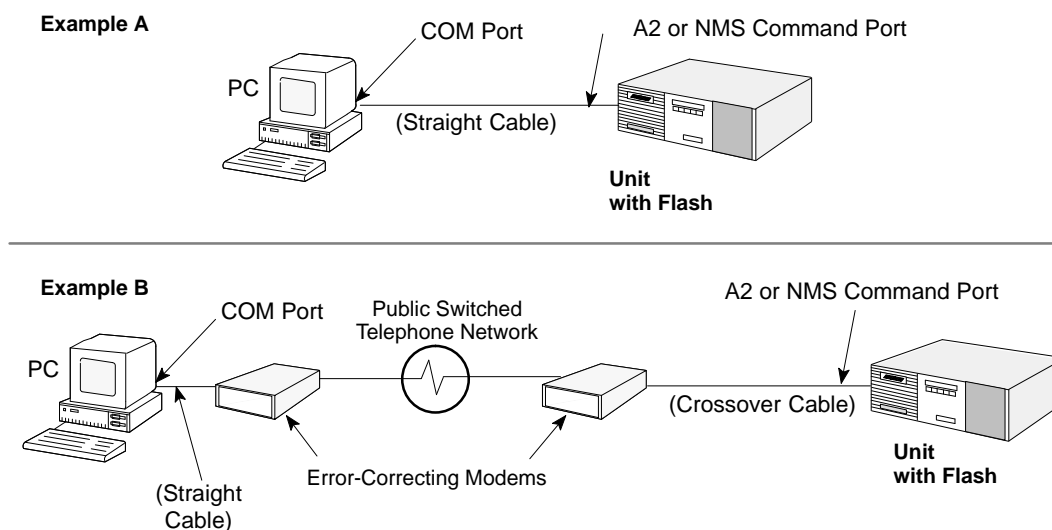 Example A
COM Port
A2 or NMS Command Port
PC
(Straight Cable)
Unit
with Flash
Example B
COM Port
Public Switched
Telephone Network
A2 or NMS Command Port
PC
(Crossover Cable)
Error-Correcting Modems
Unit
with Flash
(Straight
Cable)